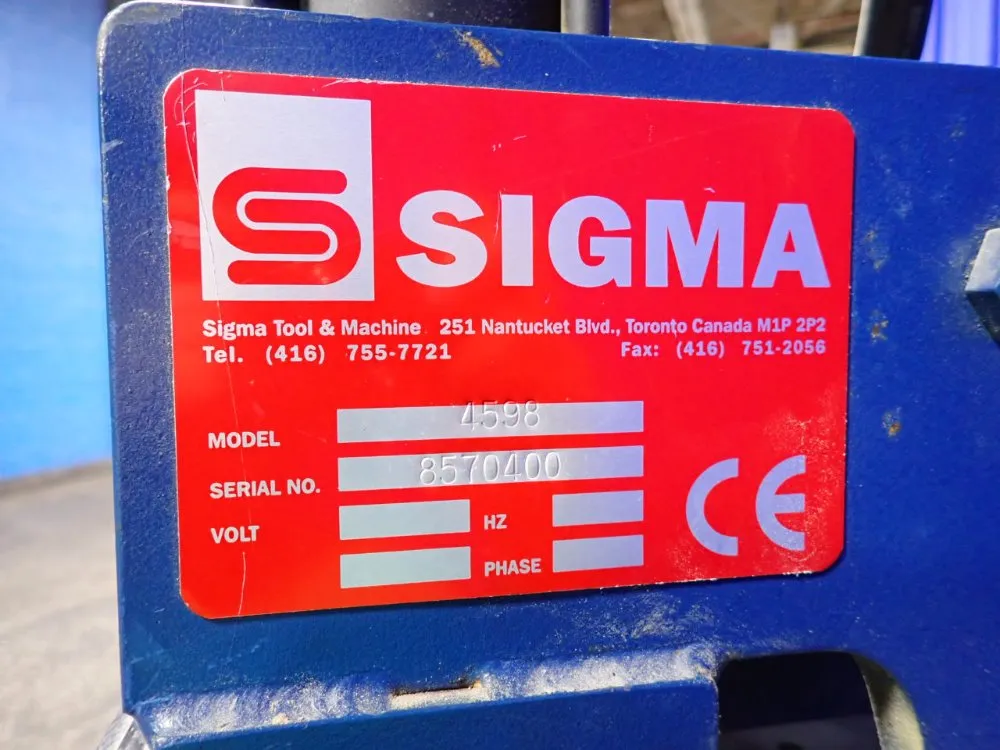 SIGMA
Sigma Tool & Machine 251 Nantucket Blvd., Toronto Canada M1P 2P2
Tel. (416) 755-7721 Fax: (416) 751-2056
MODEL 4598
SERIAL NO. 8570400
VOLT HZ
PHASE
CE